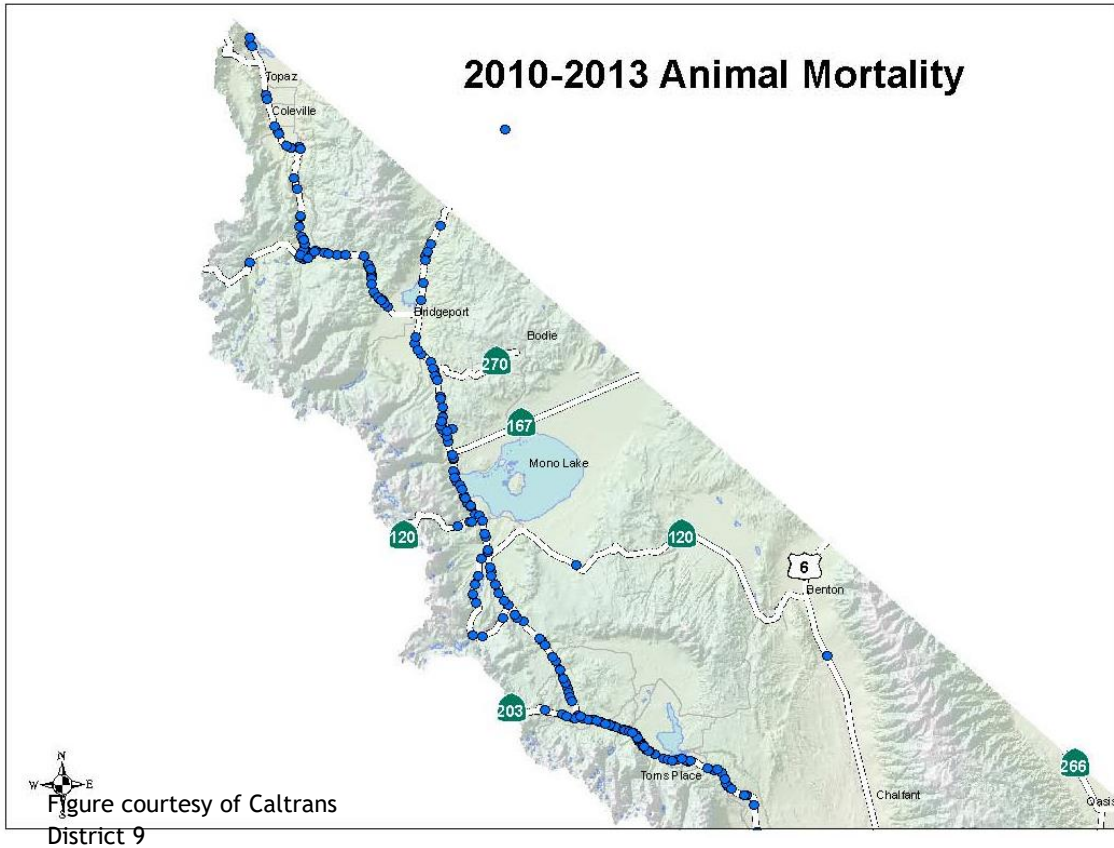 2010-2013 Animal Mortality
Topaz
Coleville
Bridgeport
Bodie
270
167
Mono Lake
120
120
6
Benton
203
Toms Place
266
Chalfant
Oasis
N
W E
S
Figure courtesy of Caltrans
District 9